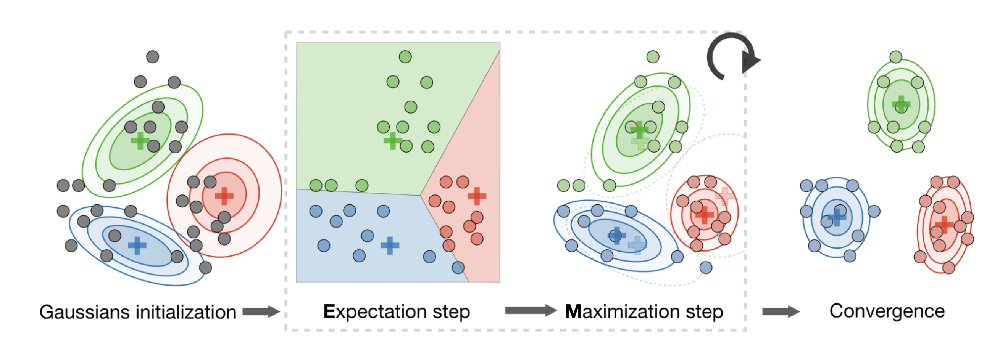 Gaussians initialization
Expectation step
Maximization step
Convergence